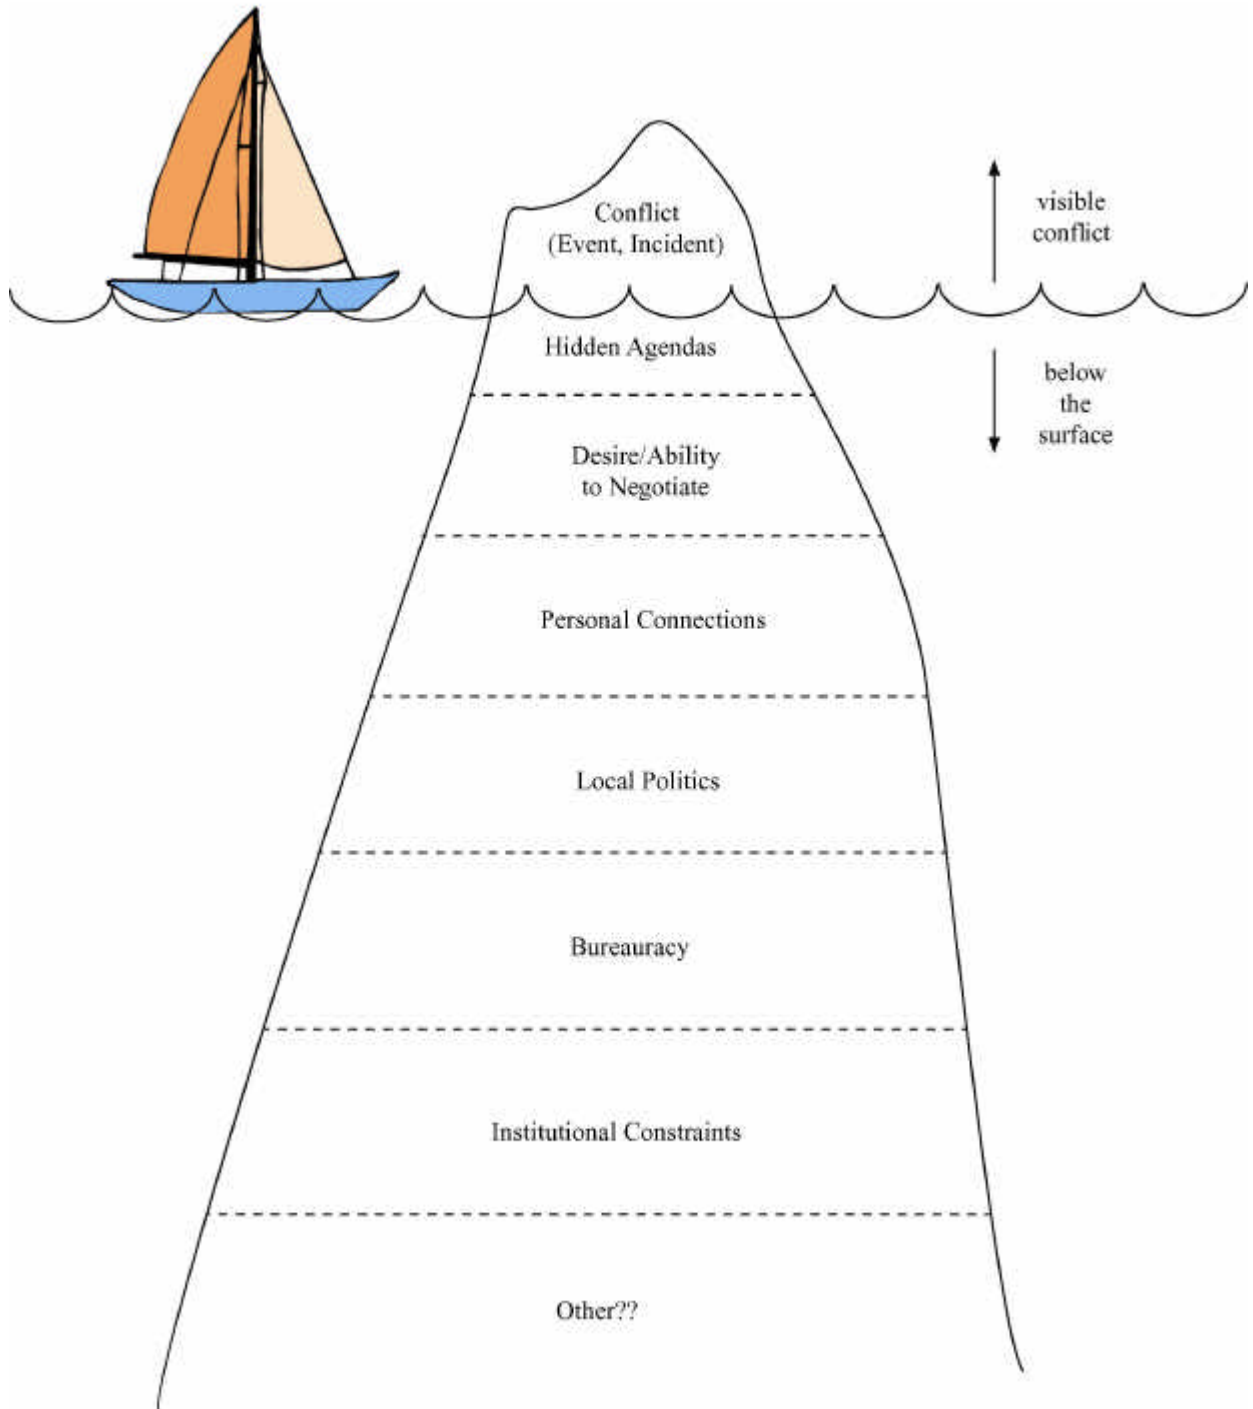 Conflict
(Event, Incident)
visible
conflict
Hidden Agendas
below
the
surface
Desire/Ability
to Negotiate
Personal Connections
Local Politics
Bureauracy
Institutional Constraints
Other??